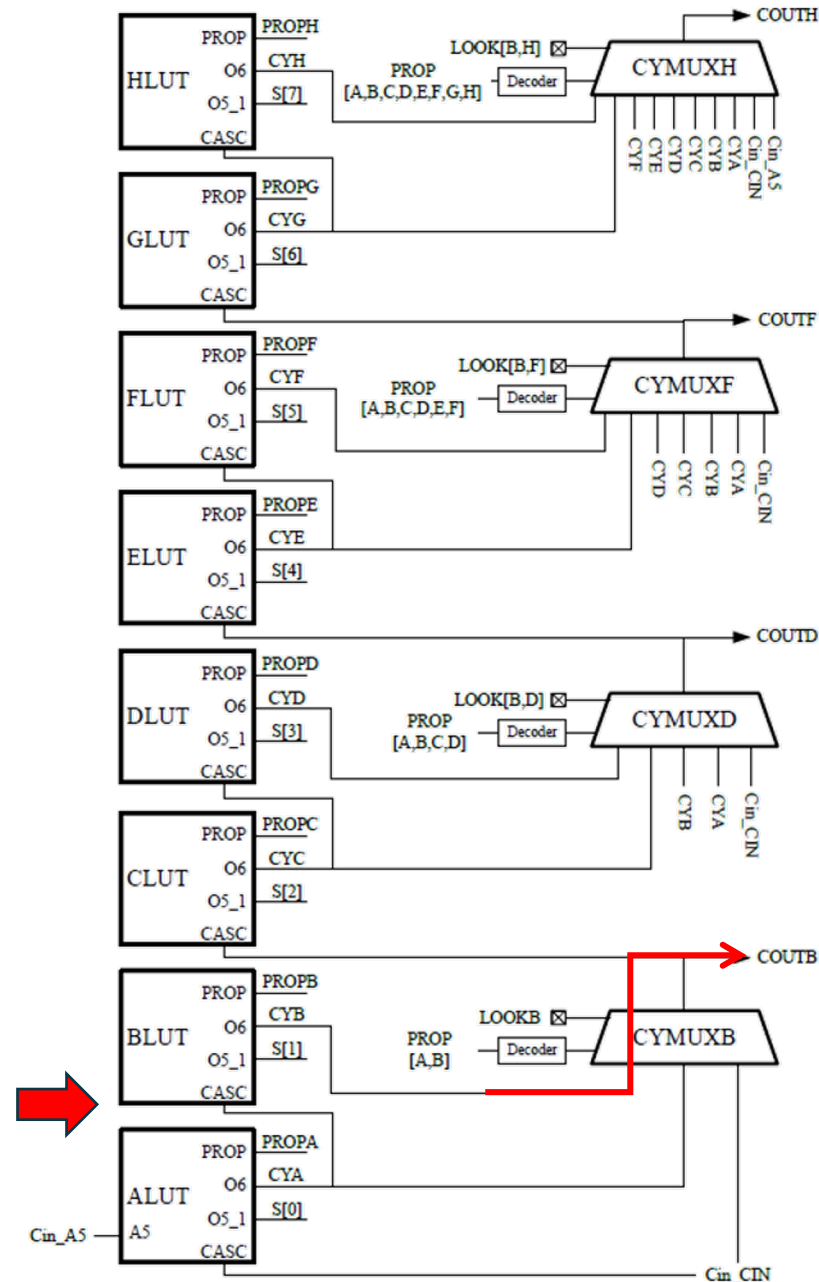 COUTH
PROP PROPH
LOOK[B,H]
HLUT O6 CYH
PROP
[A,B,C,D,E,F,G,H]
Decoder
CYMUXH
O5_1 S[7]
CASC
CYF CYE CYD CYC CYB CYA Cin_CIN Cin_A5
PROP PROPG
GLUT O6 CYG
O5_1 S[6]
CASC
COUTF
PROP PROPF
LOOK[B,F]
FLUT O6 CYF
PROP
[A,B,C,D,E,F]
Decoder
CYMUXF
O5_1 S[5]
CASC
CYD CYC CYB CYA Cin_CIN
PROP PROPE
ELUT O6 CYE
O5_1 S[4]
CASC
COUTD
PROP PROPD
LOOK[B,D]
DLUT O6 CYD
PROP
[A,B,C,D]
Decoder
CYMUXD
O5_1 S[3]
CASC
CYB CYA Cin_CIN
PROP PROPC
CLUT O6 CYC
O5_1 S[2]
CASC
COUTB
PROP PROPB
LOOKB
BLUT O6 CYB
PROP
[A,B]
Decoder
CYMUXB
O5_1 S[1]
CASC
PROP PROPA
ALUT O6 CYA
O5_1 S[0]
Cin_A5 A5
CASC
Cin_CIN